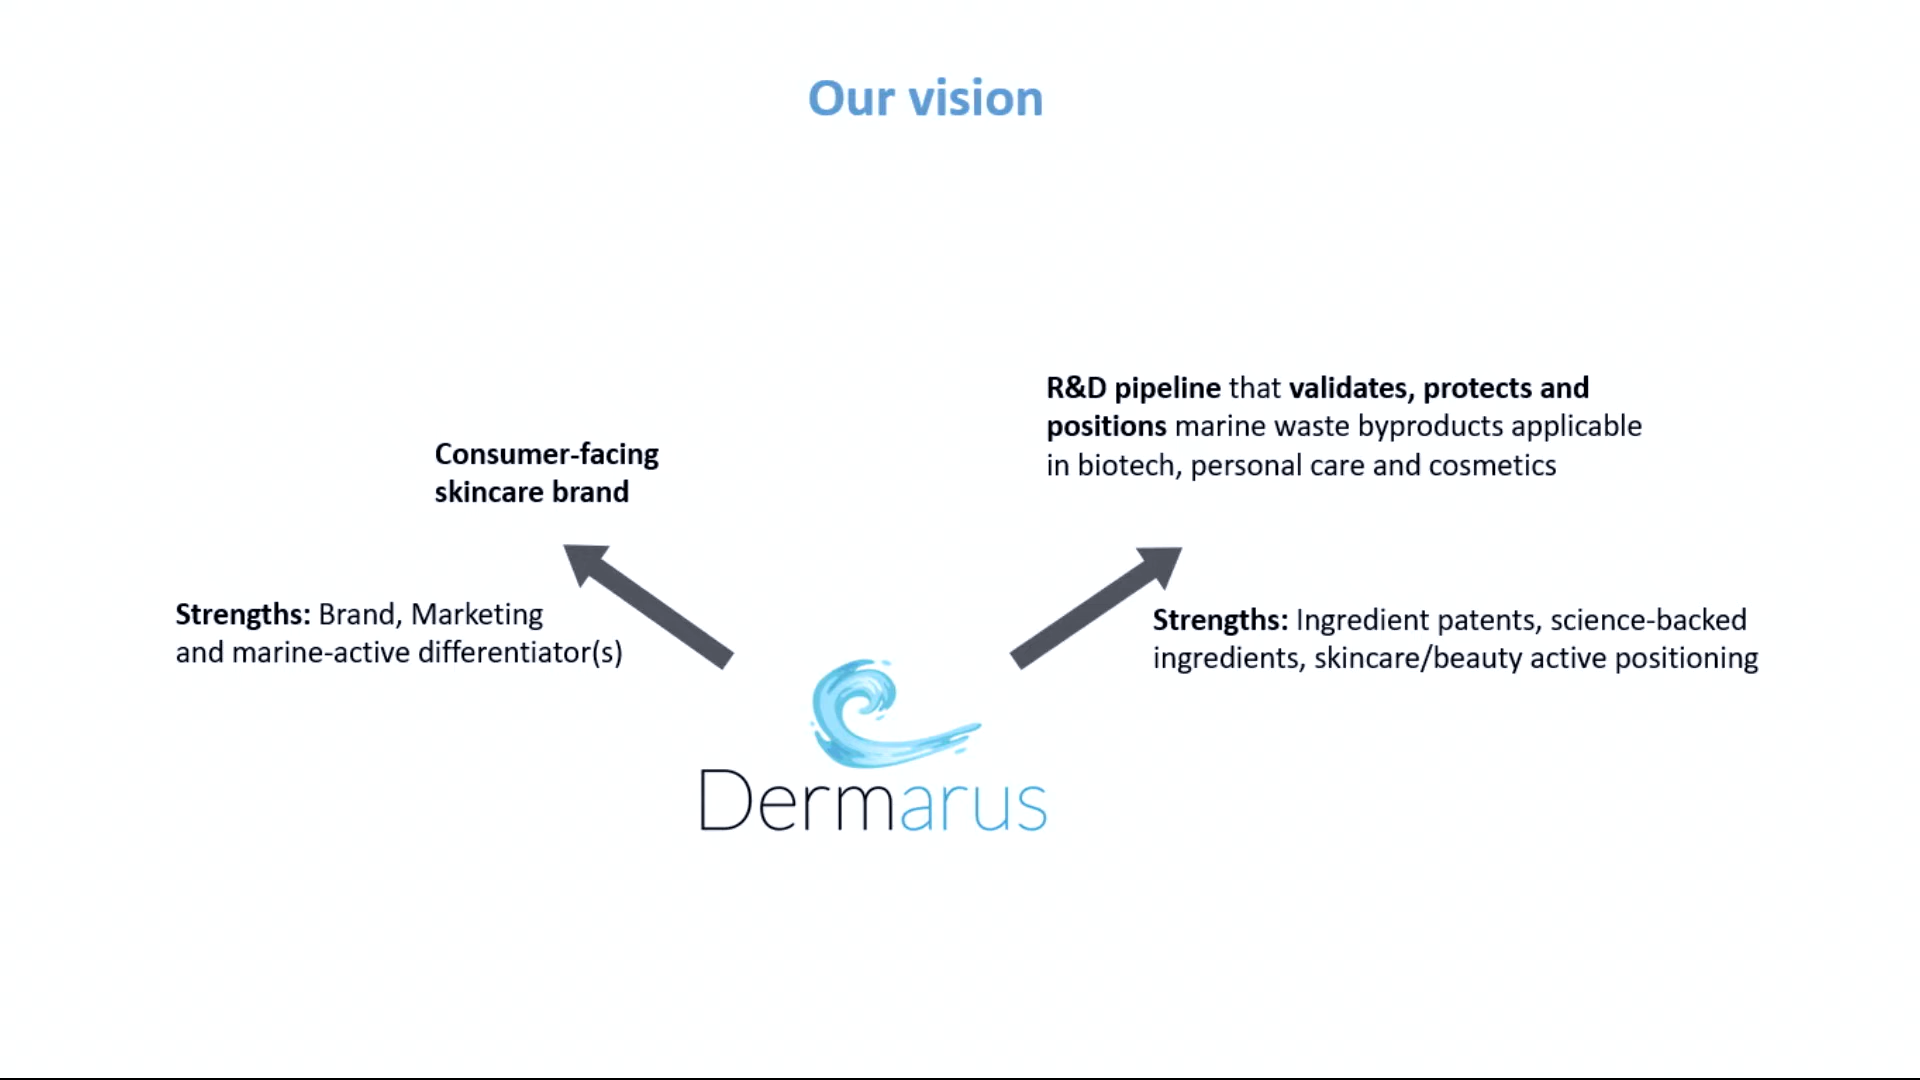 Our vision
Consumer-facing
skincare brand
Strengths: Brand, Marketing
and marine-active differentiator(s)
R&D pipeline that validates, protects and
positions marine waste byproducts applicable
in biotech, personal care and cosmetics
Strengths: Ingredient patents, science-backed
ingredients, skincare/beauty active positioning
Dermarus